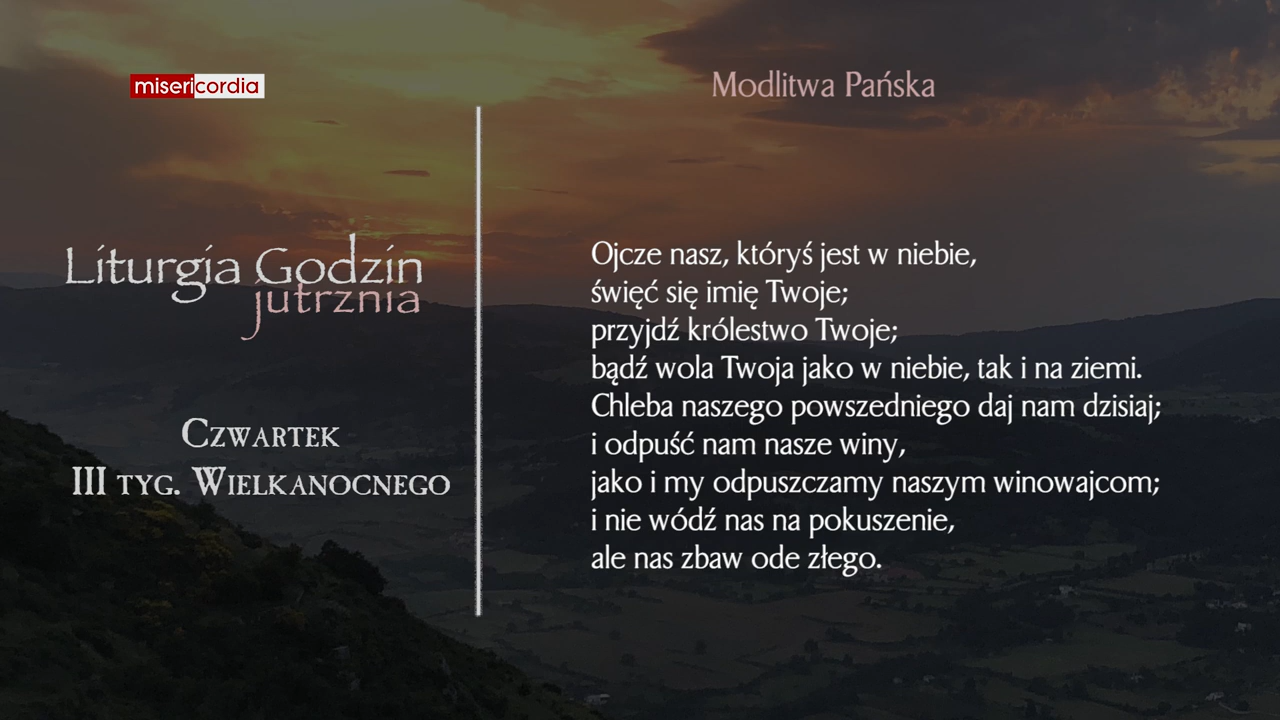 misericordia
Liturgia Godzin
jutrznia
Czwartek
III tyg. Wielkanocnego
Modlitwa Pańska
Ojcze nasz, któryś jest w niebie,
święć się imię Twoje;
przyjdź królestwo Twoje;
bądź wola Twoja jako w niebie, tak i na ziemi.
Chleba naszego powszedniego daj nam dzisiaj;
i odpuść nam nasze winy,
jako i my odpuszczamy naszym winowajcom;
i nie wódź nas na pokuszenie,
ale nas zbaw ode złego.